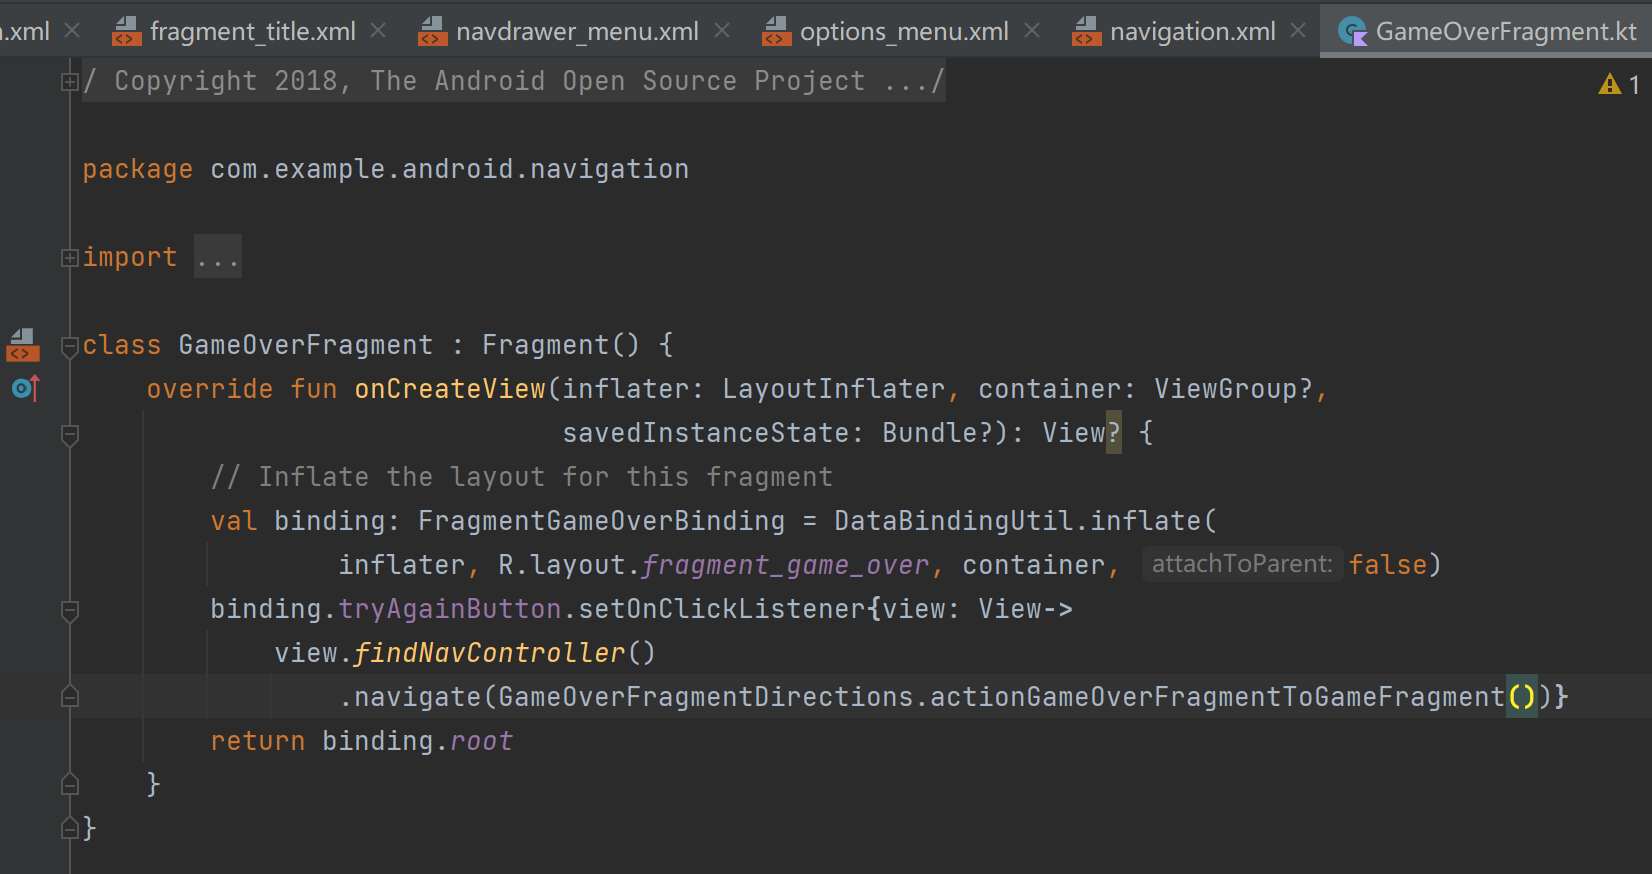 .xml fragment_title.xml navdrawer_menu.xml options_menu.xml navigation.xml GameOverFragment.kt
/ Copyright 2018, The Android Open Source Project .../ 1
package com.example.android.navigation
import ...
class GameOverFragment : Fragment() {
override fun onCreateView(inflater: LayoutInflater, container: ViewGroup?,
savedInstanceState: Bundle?): View? {
// Inflate the layout for this fragment
val binding: FragmentGameOverBinding = DataBindingUtil.inflate(
inflater, R.layout.fragment_game_over, container, attachToParent: false)
binding.tryAgainButton.setOnClickListener{view: View->
view.findNavController()
.navigate(GameOverFragmentDirections.actionGameOverFragmentToGameFragment())}
return binding.root
}
}